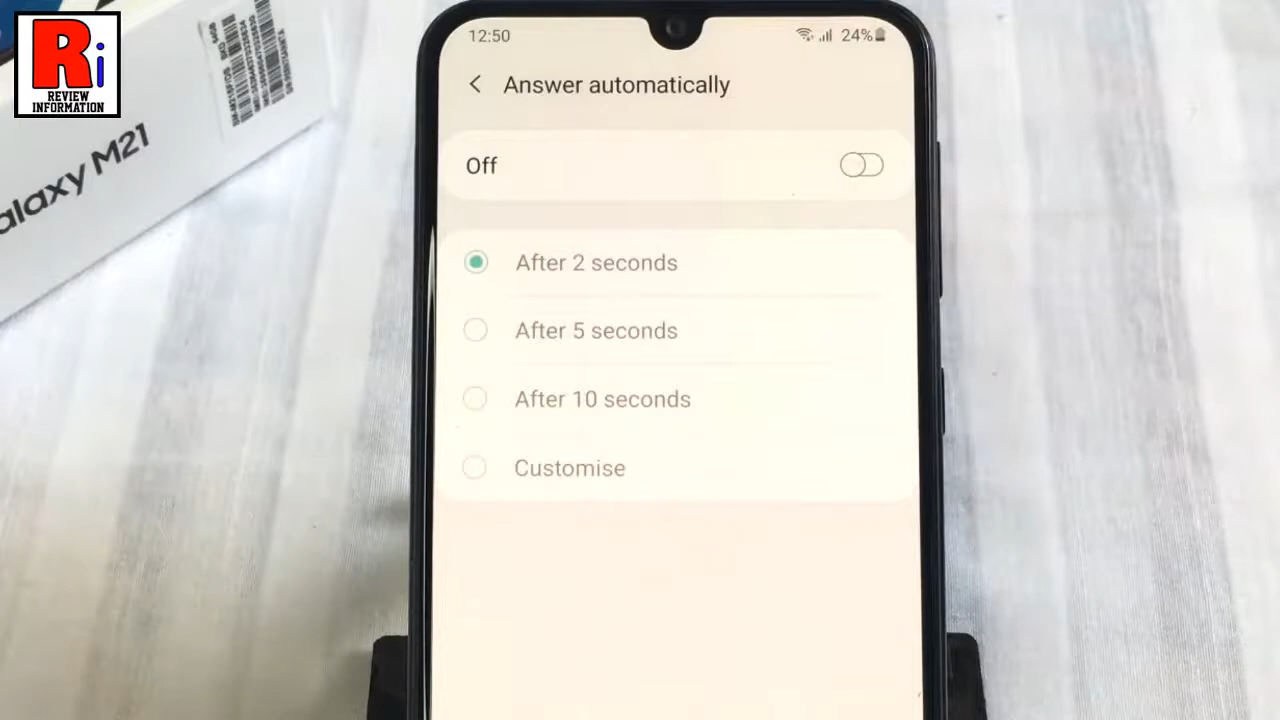 Ri
REVIEW
INFORMATION
alaxy M21
12:50
24%
Answer automatically
Off
After 2 seconds
After 5 seconds
After 10 seconds
Customise